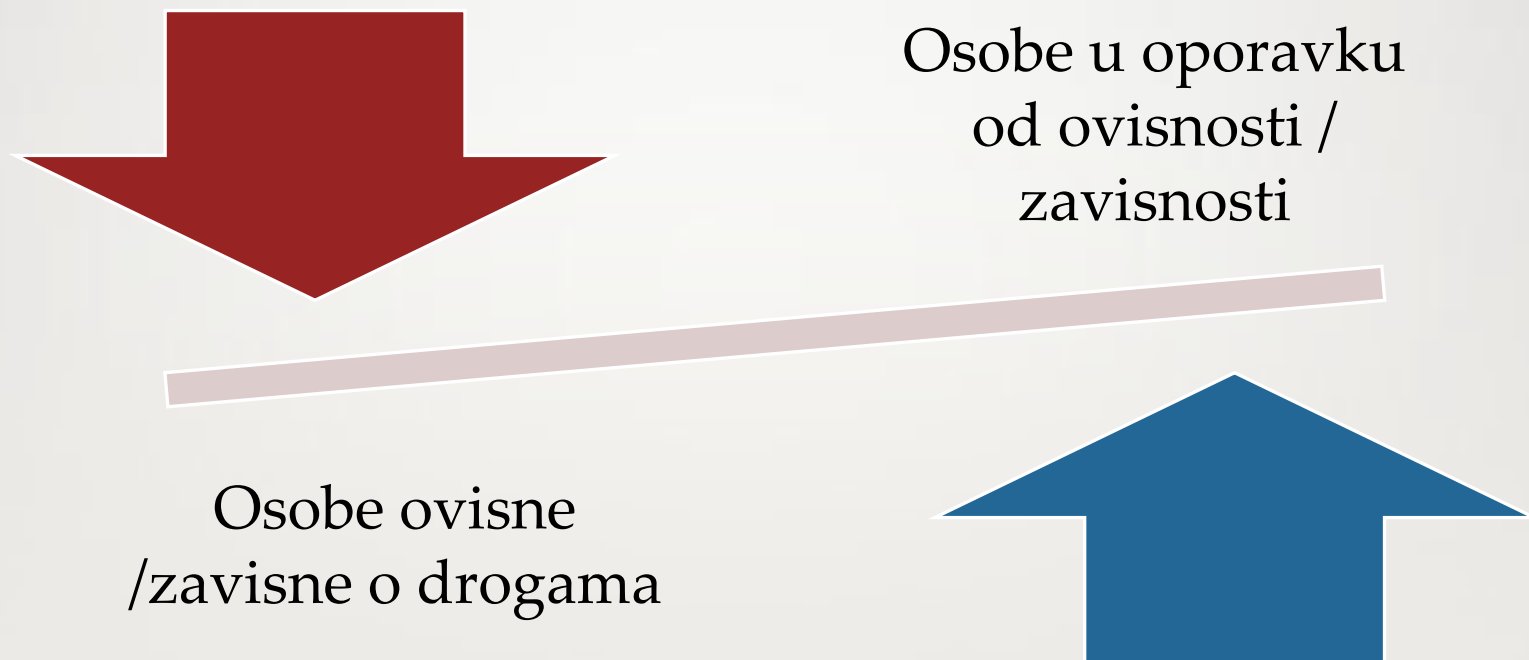 Osobe u oporavku
od ovisnosti /
zavisnosti
Osobe ovisne
/zavisne o drogama